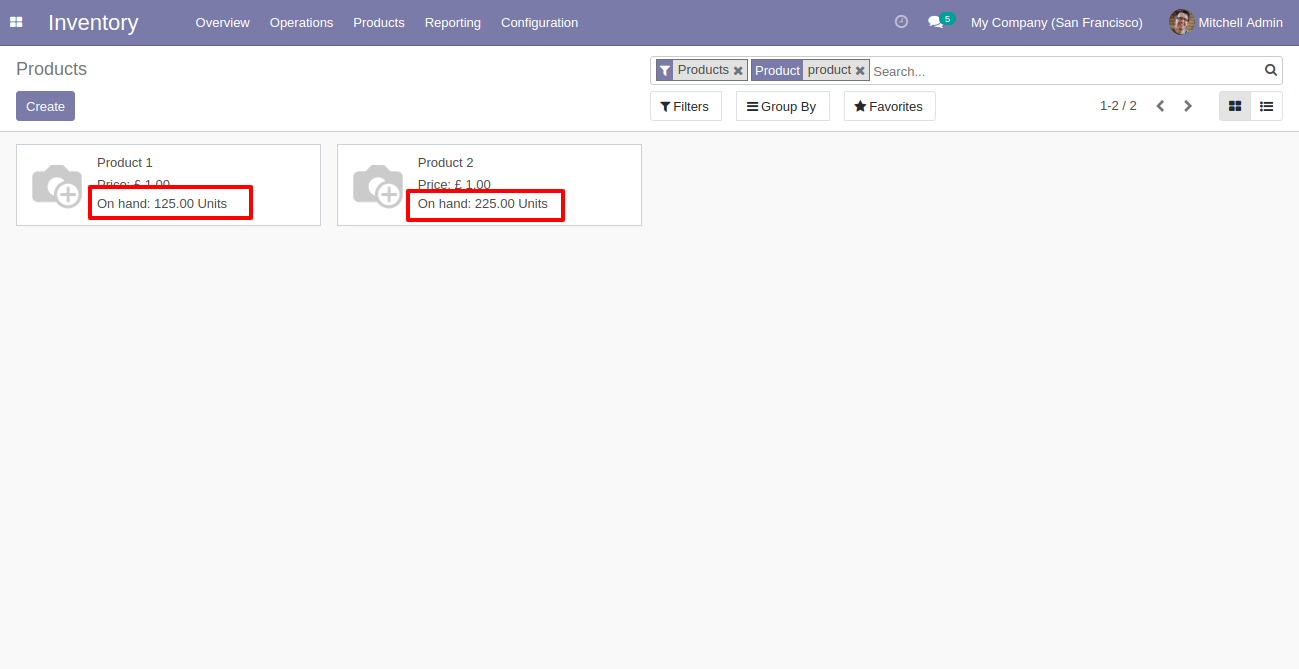 Inventory Overview Operations Products Reporting Configuration 5 My Company (San Francisco) Mitchell Admin
Products
Products Product product Search...
Create
Filters Group By Favorites 1-2 / 2
Product 1
Price: £ 1.00
On hand: 125.00 Units
Product 2
Price: £ 1.00
On hand: 225.00 Units